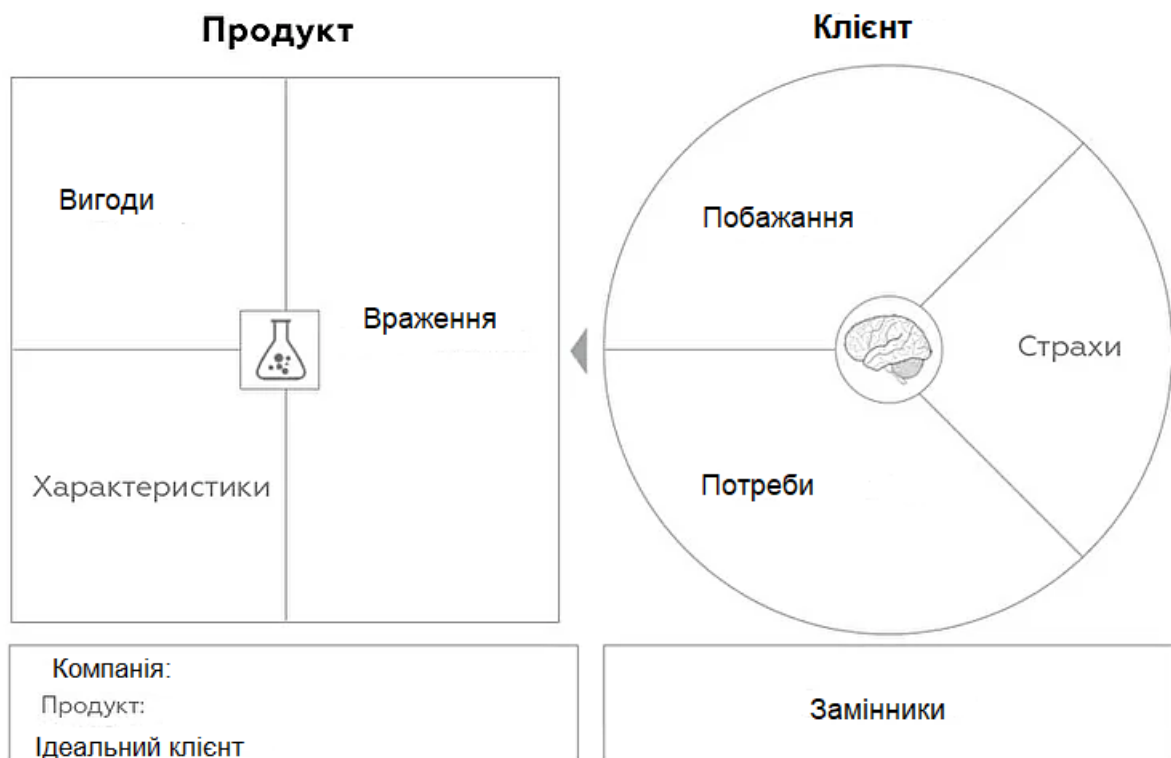 Продукт
Клієнт
Вигоди
Враження
Характеристики
Побажання
Страхи
Потреби
Компанія:
Продукт:
Ідеальний клієнт
Замінники